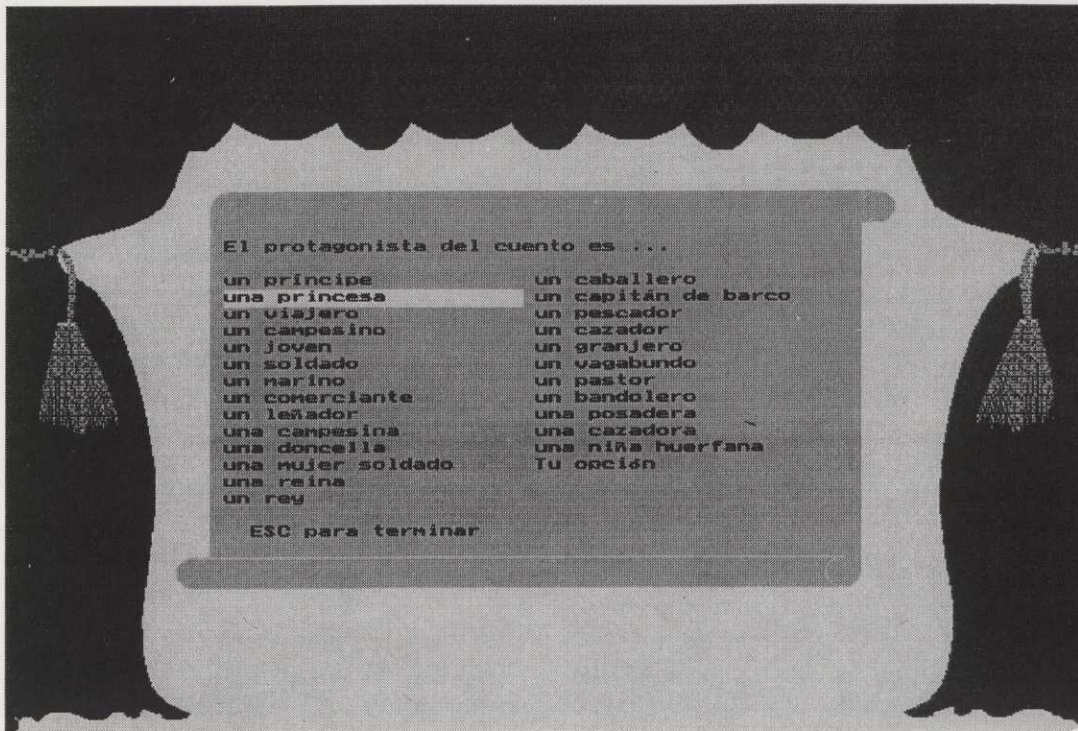 El protagonista del cuento es ...
un príncipe
una princesa
un viajero
un campesino
un joven
un soldado
un marino
un comerciante
un leñador
una campesina
una doncella
una mujer soldado
una reina
un rey
un caballero
un capitán de barco
un pescador
un cazador
un granjero
un vagabundo
un pastor
un bandolero
una posadera
una cazadora
una niña huerfana
Tu opción
ESC para terminar